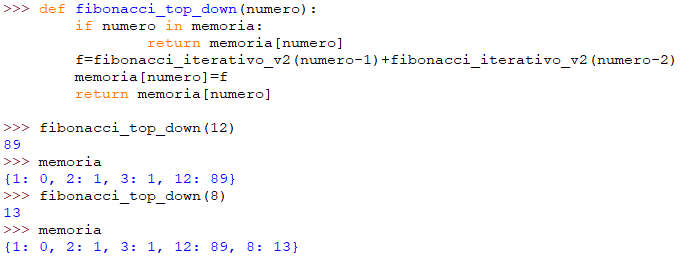 >>> def fibonacci_top_down(numero):
        if numero in memoria:
                return memoria[numero]
        f=fibonacci_iterativo_v2(numero-1)+fibonacci_iterativo_v2(numero-2)
        memoria[numero]=f
        return memoria[numero]
>>> fibonacci_top_down(12)
89
>>> memoria
{1: 0, 2: 1, 3: 1, 12: 89}
>>> fibonacci_top_down(8)
13
>>> memoria
{1: 0, 2: 1, 3: 1, 12: 89, 8: 13}